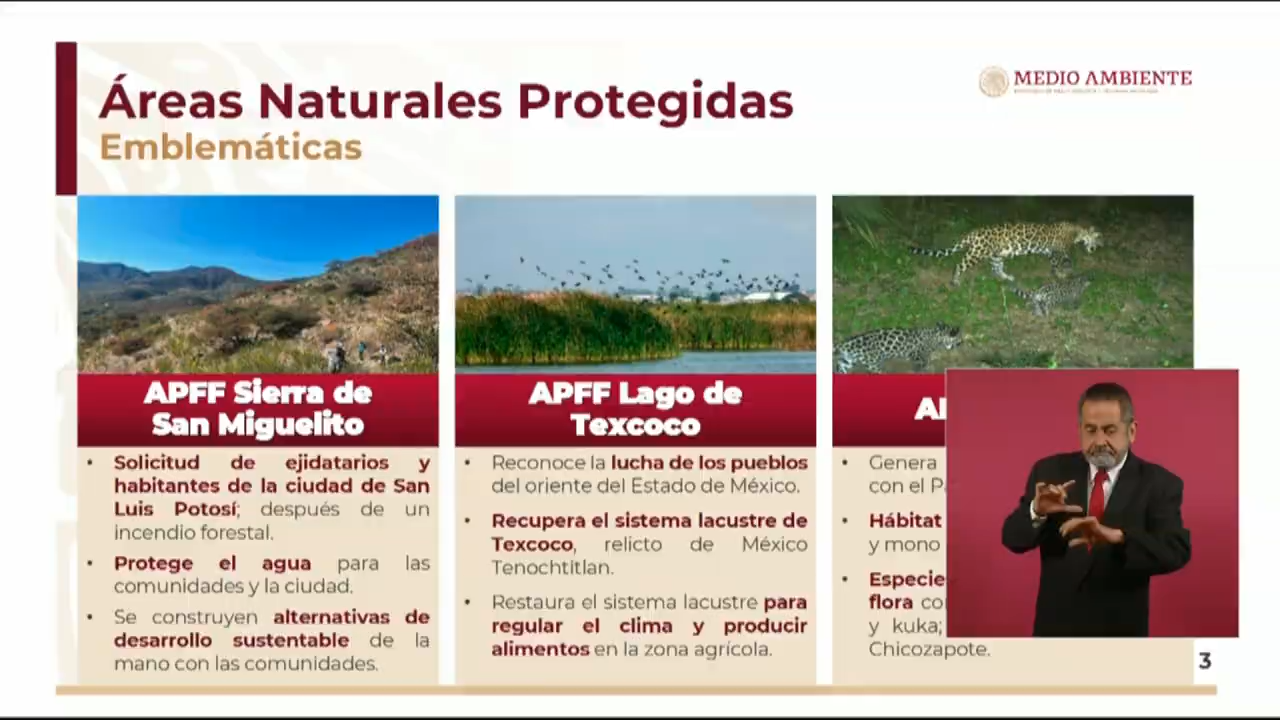 Áreas Naturales Protegidas
Emblemáticas
MEDIO AMBIENTE
APFF Sierra de
San Miguelito
• Solicitud de ejidatarios y
habitantes de la ciudad de San
Luis Potosí; después de un
incendio forestal.
• Protege el agua para las
comunidades y la ciudad.
• Se construyen alternativas de
desarrollo sustentable de la
mano con las comunidades.
APFF Lago de
Texcoco
• Reconoce la lucha de los pueblos
del oriente del Estado de México.
• Recupera el sistema lacustre de
Texcoco, relicto de México
Tenochtitlan.
• Restaura el sistema lacustre para
regular el clima y producir
alimentos en la zona agrícola.
• Genera
con el
• Hábitat
y mono
•
flora
y kuka;
Chicozapote.
3